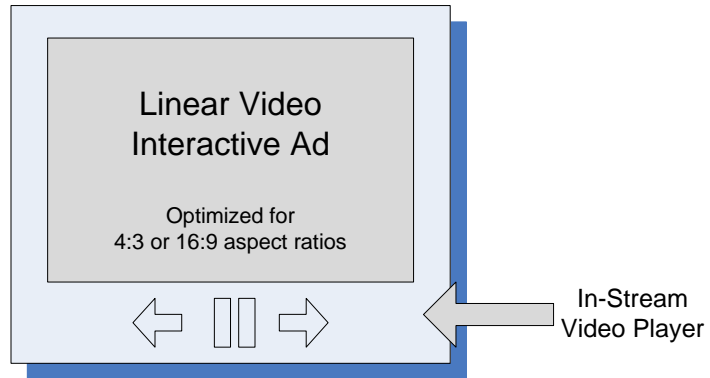 Linear Video
Interactive Ad
Optimized for
4:3 or 16:9 aspect ratios
In-Stream
Video Player